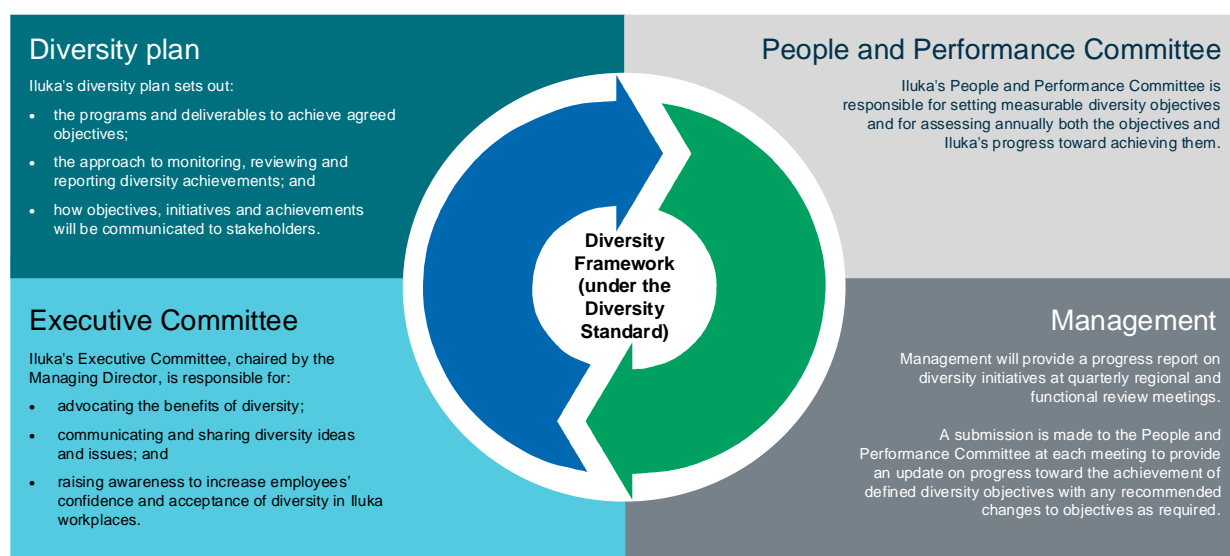 Diversity plan
Iluka's diversity plan sets out:
• the programs and deliverables to achieve agreed
objectives;
• the approach to monitoring, reviewing and
reporting diversity achievements; and
• how objectives, initiatives and achievements
will be communicated to stakeholders.
People and Performance Committee
Iluka's People and Performance Committee is
responsible for setting measurable diversity objectives
and for assessing annually both the objectives and
Iluka's progress toward achieving them.
Diversity
Framework
(under the
Diversity
Standard)
Executive Committee
Iluka's Executive Committee, chaired by the
Managing Director, is responsible for:
• advocating the benefits of diversity;
• communicating and sharing diversity ideas
and issues; and
• raising awareness to increase employees'
confidence and acceptance of diversity in Iluka
workplaces.
Management
Management will provide a progress report on
diversity initiatives at quarterly regional and
functional review meetings.
A submission is made to the People and
Performance Committee at each meeting to provide
an update on progress toward the achievement of
defined diversity objectives with any recommended
changes to objectives as required.